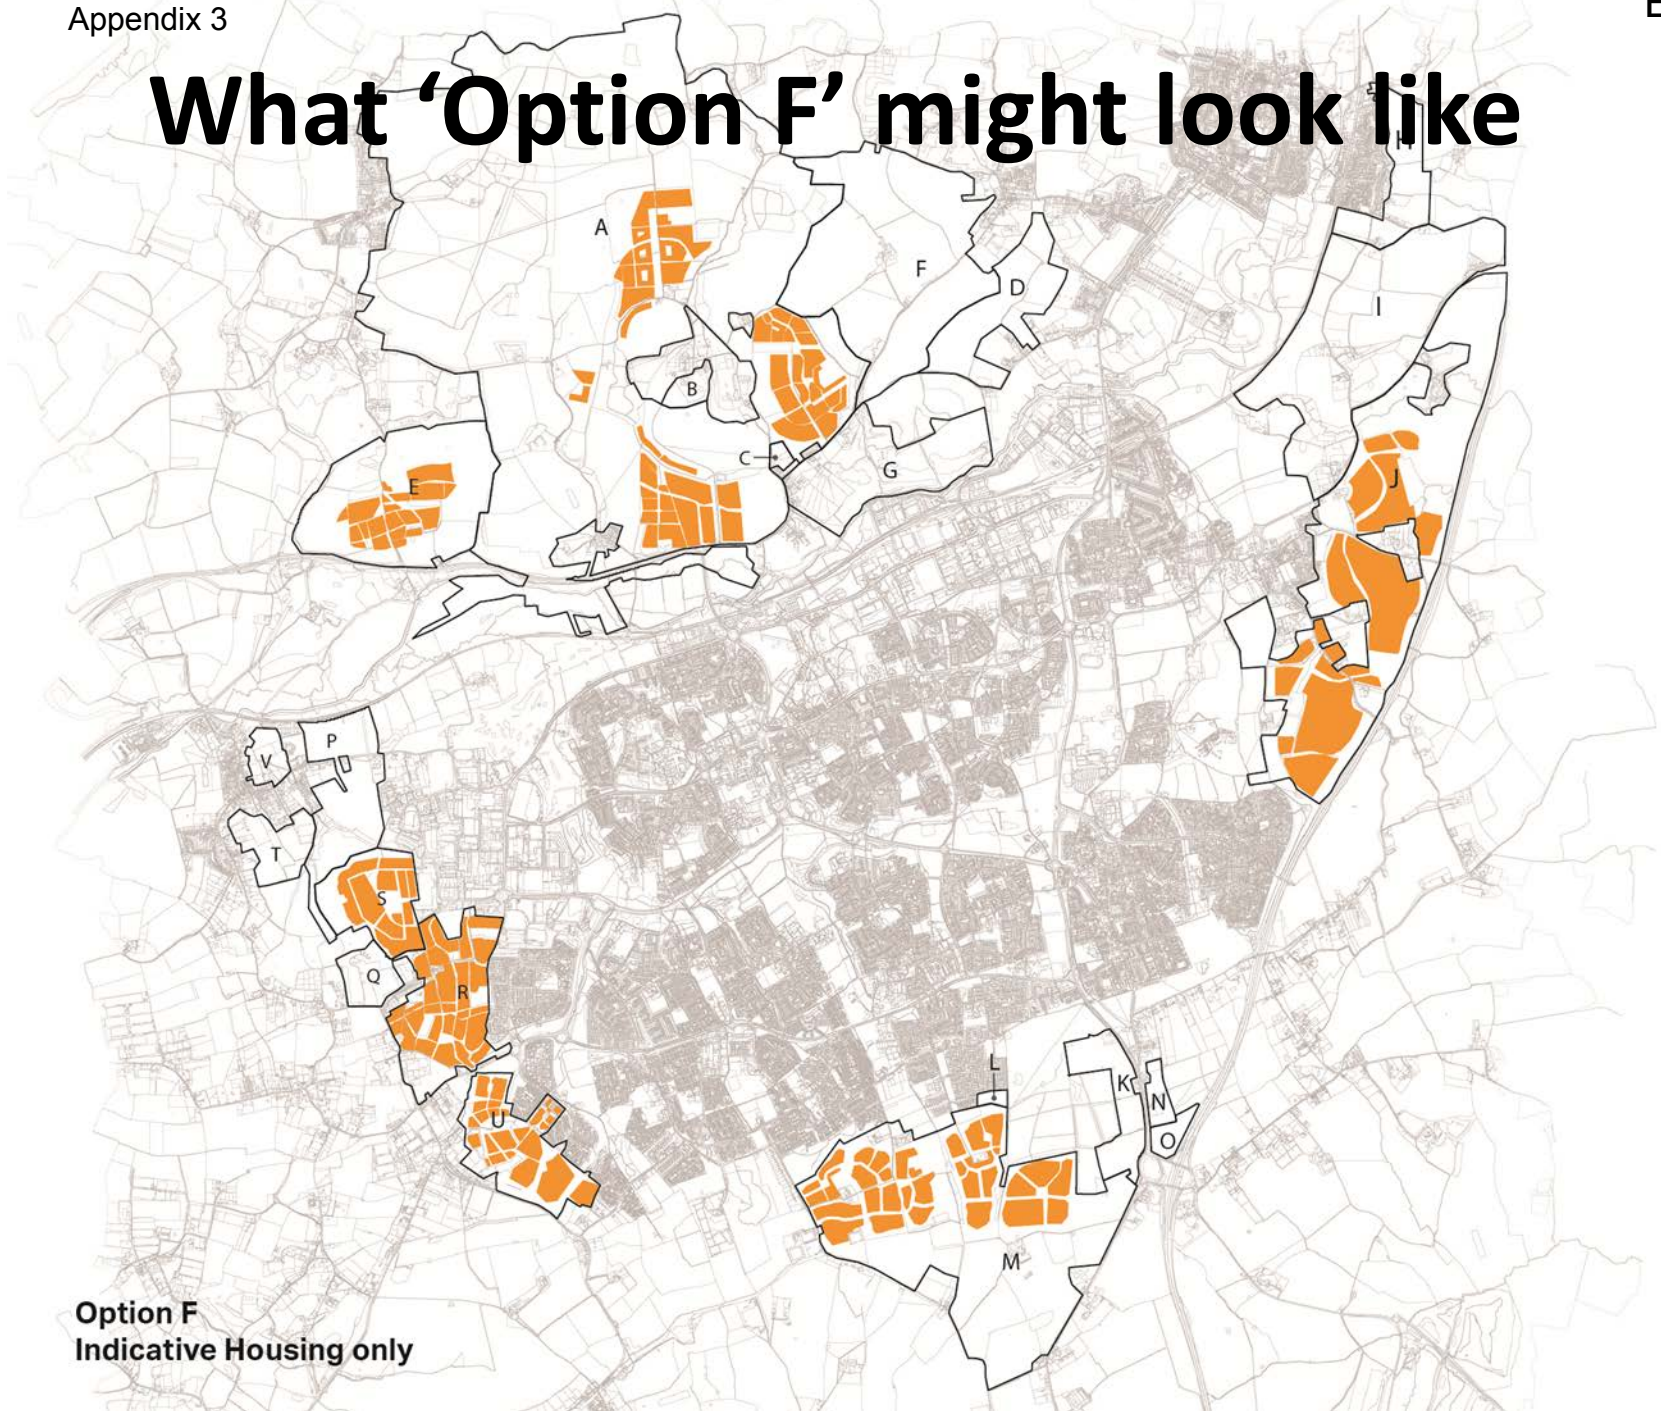 Appendix 3
E
What ‘Option F’ might look like
H
A
F
D
I
B
C
G
E
J
P
V
T
S
Q
R
L
K
N
U
O
M
Option F
Indicative Housing only